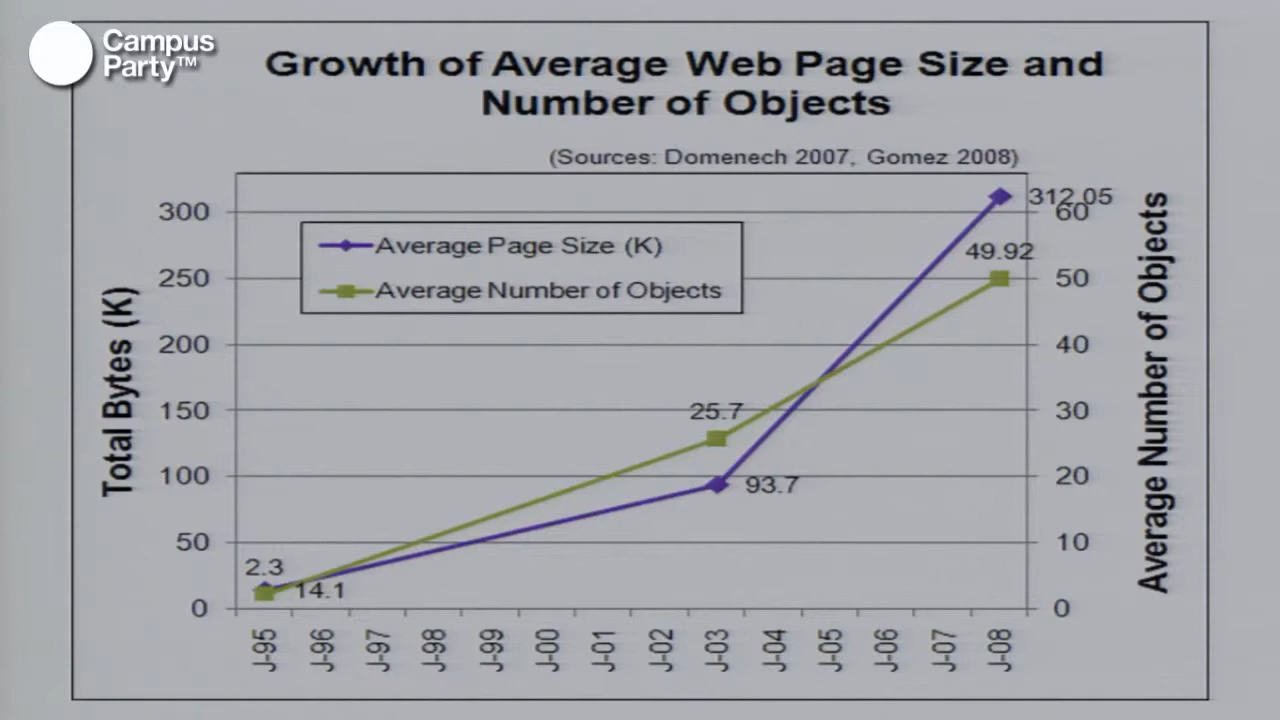 Campus
Party™
Growth of Average Web Page Size and
Number of Objects
(Sources: Domenech 2007, Gomez 2008)
Average Page Size (K)
Average Number of Objects
Total Bytes (K)
300
250
200
150
100
50
0
312.05
49.92
25.7
93.7
2.3
14.1
60
50
40
30
20
10
0
Average Number of Objects
J-95
J-96
J-97
J-98
J-99
J-00
J-01
J-02
J-03
J-04
J-05
J-06
J-07
J-08